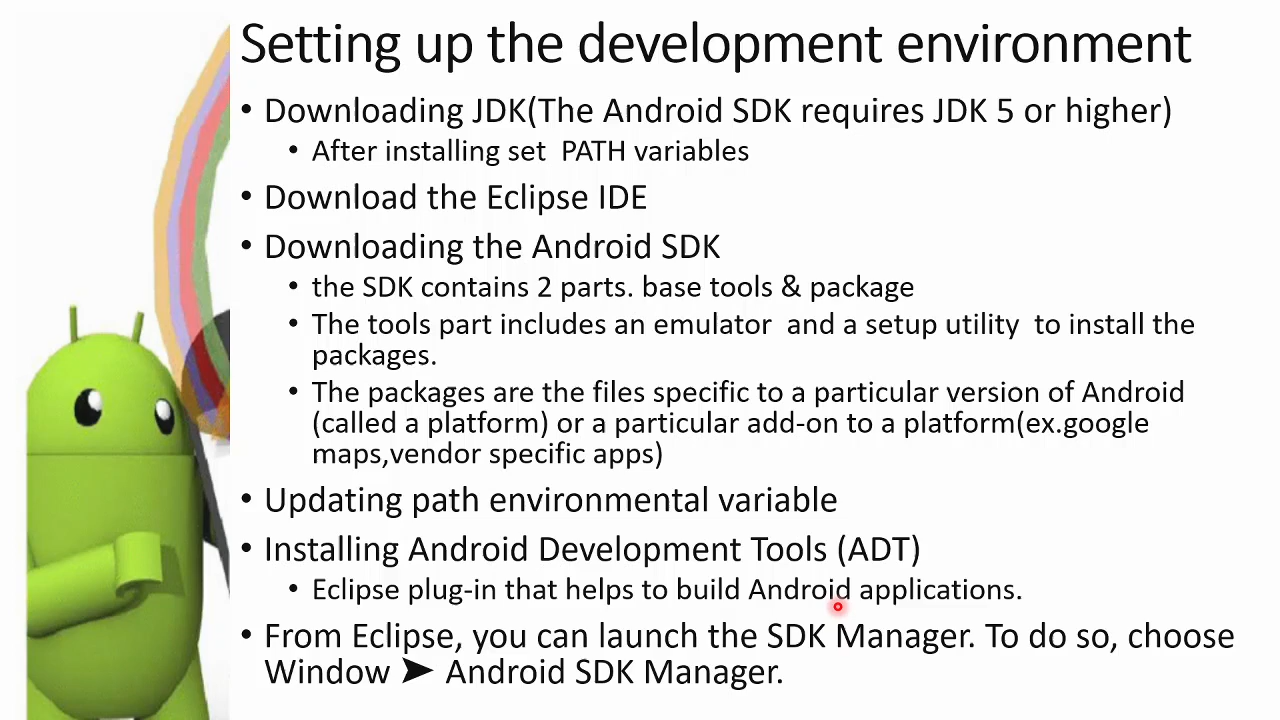 Setting up the development environment
• Downloading JDK(The Android SDK requires JDK 5 or higher)
• After installing set  PATH variables
• Download the Eclipse IDE
• Downloading the Android SDK
• the SDK contains 2 parts. base tools & package
• The tools part includes an emulator  and a setup utility  to install the
packages.
• The packages are the files specific to a particular version of Android
(called a platform) or a particular add-on to a platform(ex.google
maps,vendor specific apps)
• Updating path environmental variable
• Installing Android Development Tools (ADT)
• Eclipse plug-in that helps to build Android applications.
• From Eclipse, you can launch the SDK Manager. To do so, choose
Window ➤ Android SDK Manager.